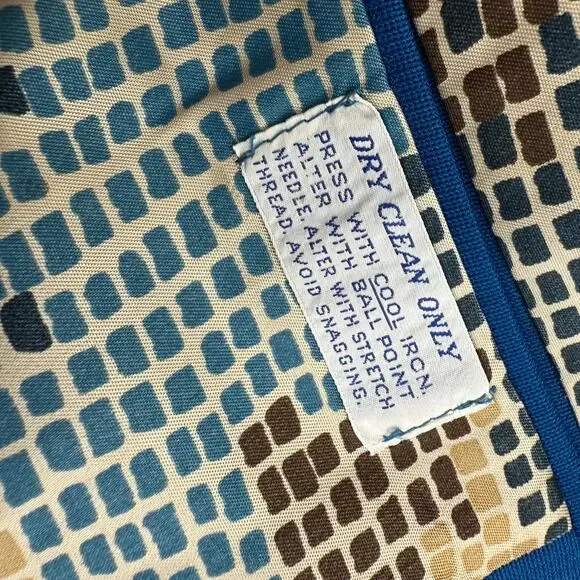 DRY CLEAN ONLY
PRESS WITH COOL IRON.
ALTER WITH BALL POINT
NEEDLE. ALTER WITH STRETCH
THREAD. AVOID SNAGGING.